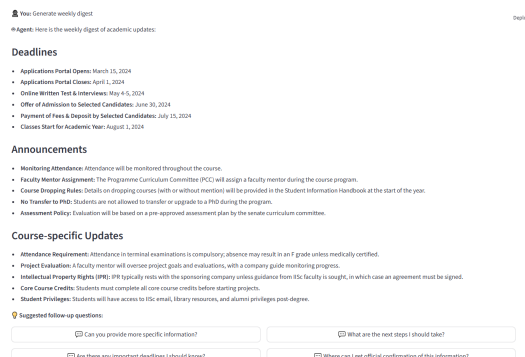 You: Generate weekly digest
Depl
Agent: Here is the weekly digest of academic updates:
Deadlines
• Applications Portal Opens: March 15, 2024
• Applications Portal Closes: April 1, 2024
• Online Written Test & Interviews: May 4-5, 2024
• Offer of Admission to Selected Candidates: June 30, 2024
• Payment of Fees & Deposit by Selected Candidates: July 15, 2024
• Classes Start for Academic Year: August 1, 2024
Announcements
• Monitoring Attendance: Attendance will be monitored throughout the course.
• Faculty Mentor Assignment: The Programme Curriculum Committee (PCC) will assign a faculty mentor during the course program.
• Course Dropping Rules: Details on dropping courses (with or without mention) will be provided in the Student Information Handbook at the start of the year.
• No Transfer to PhD: Students are not allowed to transfer or upgrade to a PhD during the program.
• Assessment Policy: Evaluation will be based on a pre-approved assessment plan by the senate curriculum committee.
Course-specific Updates
• Attendance Requirement: Attendance in terminal examinations is compulsory; absence may result in an F grade unless medically certified.
• Project Evaluation: A faculty mentor will oversee project goals and evaluations, with a company guide monitoring progress.
• Intellectual Property Rights (IPR): IPR typically rests with the sponsoring company unless guidance from IISc faculty is sought, in which case an agreement must be signed.
• Core Course Credits: Students must complete all core course credits before starting projects.
• Student Privileges: Students will have access to IISc email, library resources, and alumni privileges post-degree.
Suggested follow-up questions:
Can you provide more specific information?
What are the next steps I should take?
Are there any important deadlines I should know?
Where can I get official confirmation of this information?